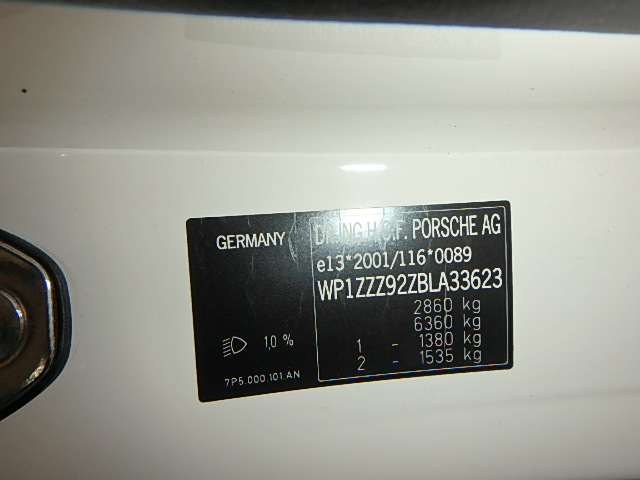 GERMANY
DR. ING. H.C.F. PORSCHE AG
e13*2001/116*0089
WP1ZZZ92ZBLA33623
2860 kg
6360 kg
1 - 1380 kg
2 - 1535 kg
1,0 %
7P5.000.101.AN